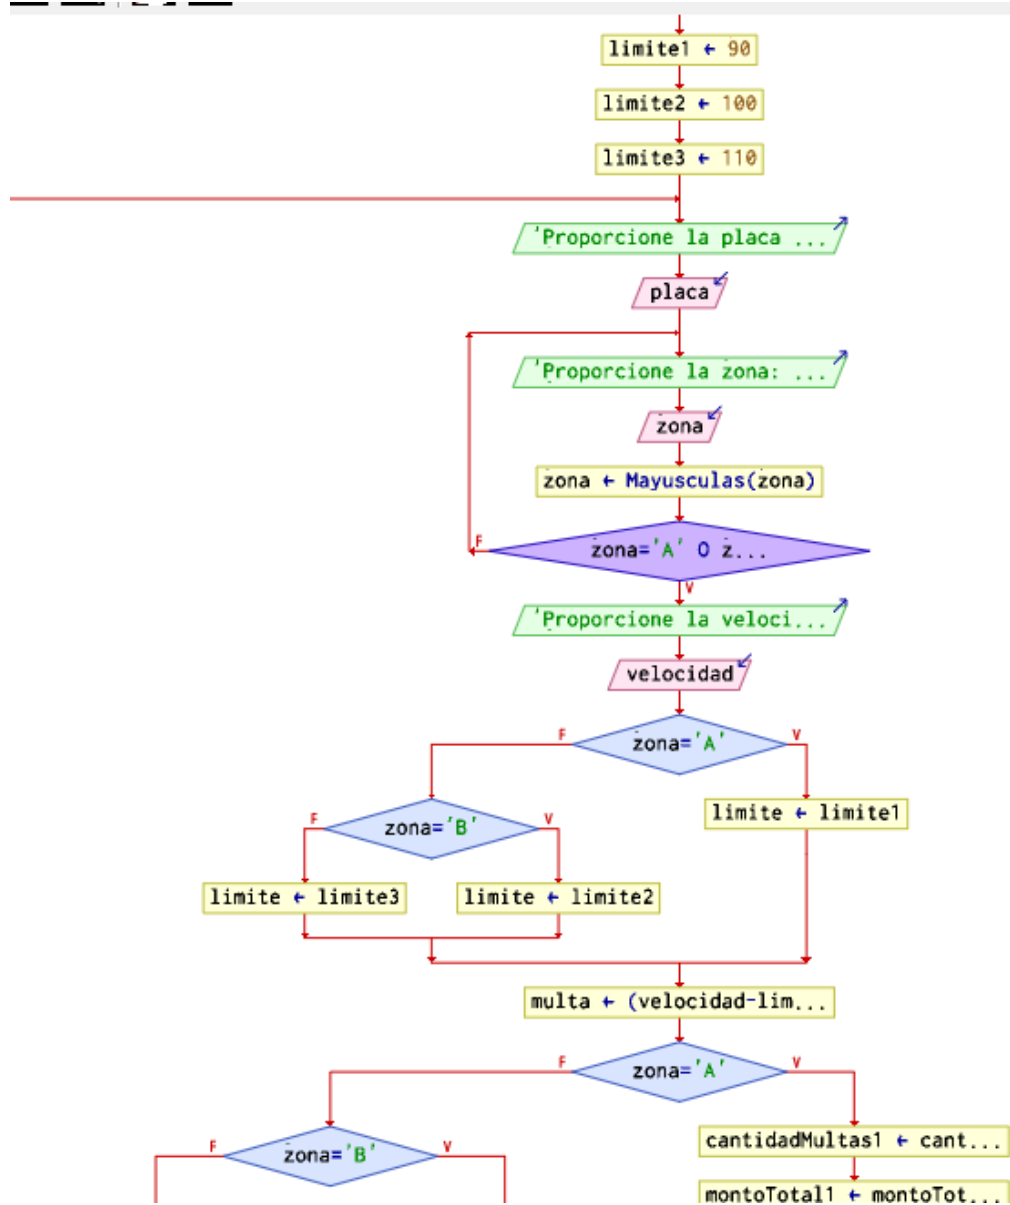 limite1 ← 90
limite2 ← 100
limite3 ← 110
'Proporcione la placa ...
placa
'Proporcione la zona: ...
zona
zona ← Mayusculas(zona)
zona='A' O z...
F
V
'Proporcione la veloci...
velocidad
F
zona='A'
V
limite ← limite1
F
zona='B'
V
limite ← limite3
limite ← limite2
multa ← (velocidad-lim...
F
zona='A'
V
cantidadMultas1 ← cant...
F
zona='B'
V
montoTotal1 ← montoTot...